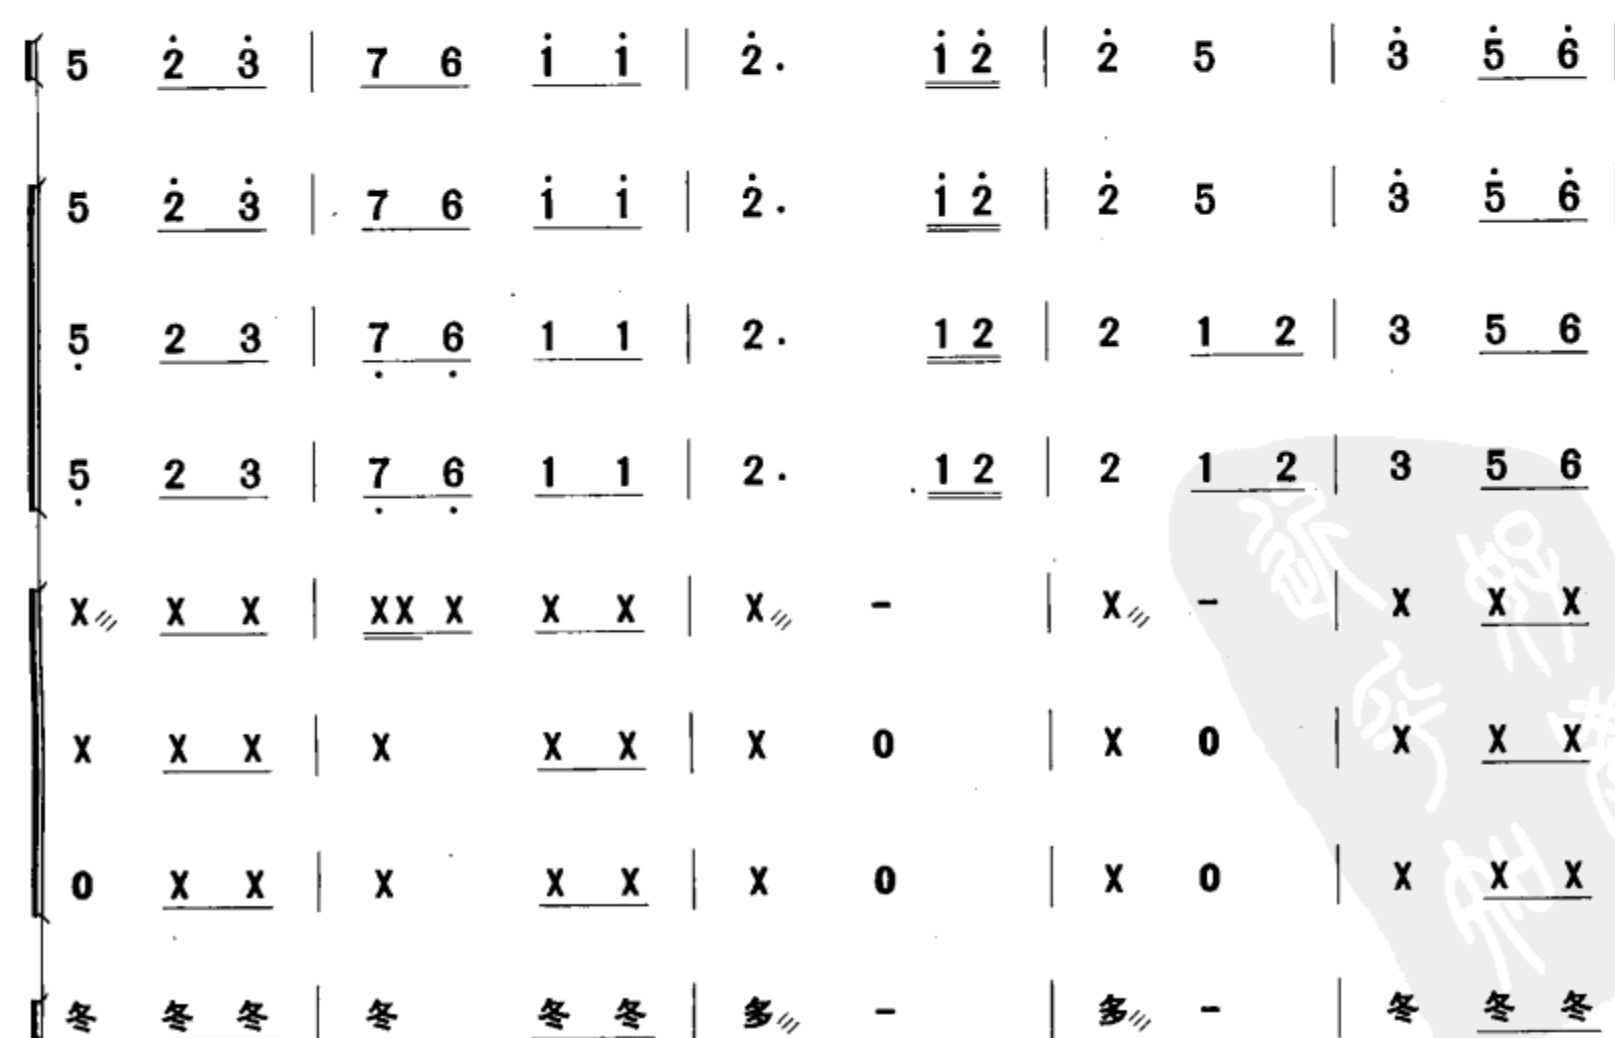 5 2̇ 3̇ | 7 6 1̇ 1̇ | 2̇. 1̇ 2̇ | 2̇ 5 | 3̇ 5̇ 6̇ |
5 2̇ 3̇ | 7 6 1̇ 1̇ | 2̇. 1̇ 2̇ | 2̇ 5 | 3̇ 5̇ 6̇
5̣ 2 3 | 7̣ 6̣ 1 1 | 2. 1 2 | 2 1 2 | 3 5 6
5̣ 2 3 | 7̣ 6̣ 1 1 | 2. 1 2 | 2 1 2 | 3 5 6
X/// X X | XX X X X | X/// - | X/// - | X X X
X X X | X X X | X 0 | X 0 | X X X
0 X X | X X X | X 0 | X 0 | X X X
冬 冬 冬 | 冬 冬 冬 | 多/// - | 多/// - | 冬 冬 冬